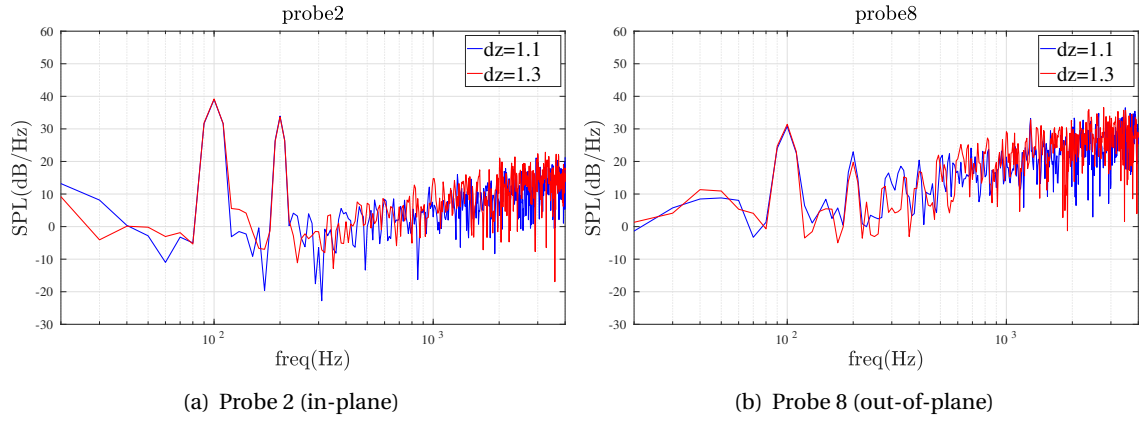 probe2
60
50
40
30
20
10
0
-10
-20
-30
SPL(dB/Hz)
dz=1.1
dz=1.3
10² 10³
freq(Hz)
(a) Probe 2 (in-plane)
probe8
60
50
40
30
20
10
0
-10
-20
-30
SPL(dB/Hz)
dz=1.1
dz=1.3
10² 10³
freq(Hz)
(b) Probe 8 (out-of-plane)